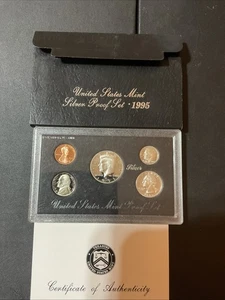 United States Mint
Silver Proof Set · 1995
Silver
United States Mint Proof Set
Certificate of Authenticity